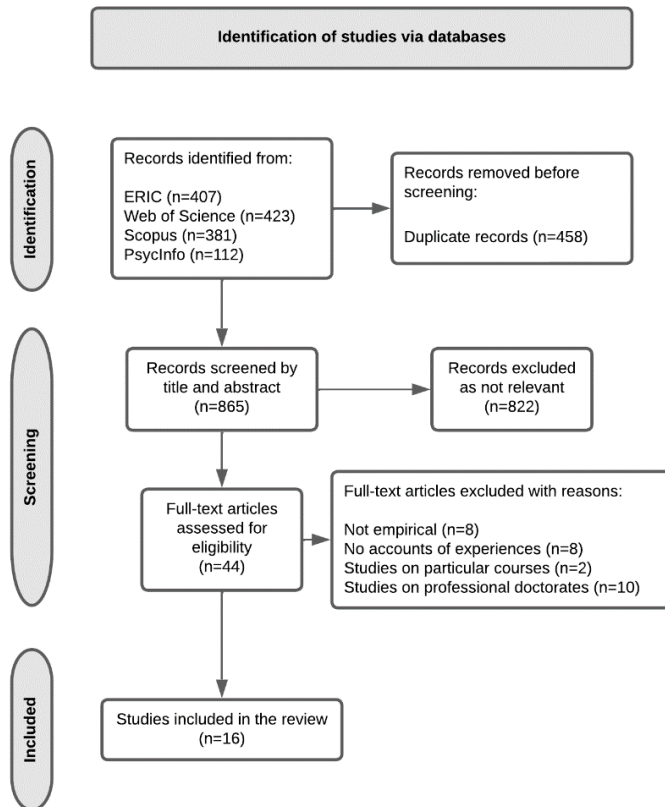 Identification of studies via databases
Identification
Records identified from:
ERIC (n=407)
Web of Science (n=423)
Scopus (n=381)
PsycInfo (n=112)
Records removed before
screening:
Duplicate records (n=458)
Screening
Records screened by
title and abstract
(n=865)
Records excluded
as not relevant
(n=822)
Full-text articles
assessed for
eligibility
(n=44)
Full-text articles excluded with reasons:
Not empirical (n=8)
No accounts of experiences (n=8)
Studies on particular courses (n=2)
Studies on professional doctorates (n=10)
Included
Studies included in the review
(n=16)